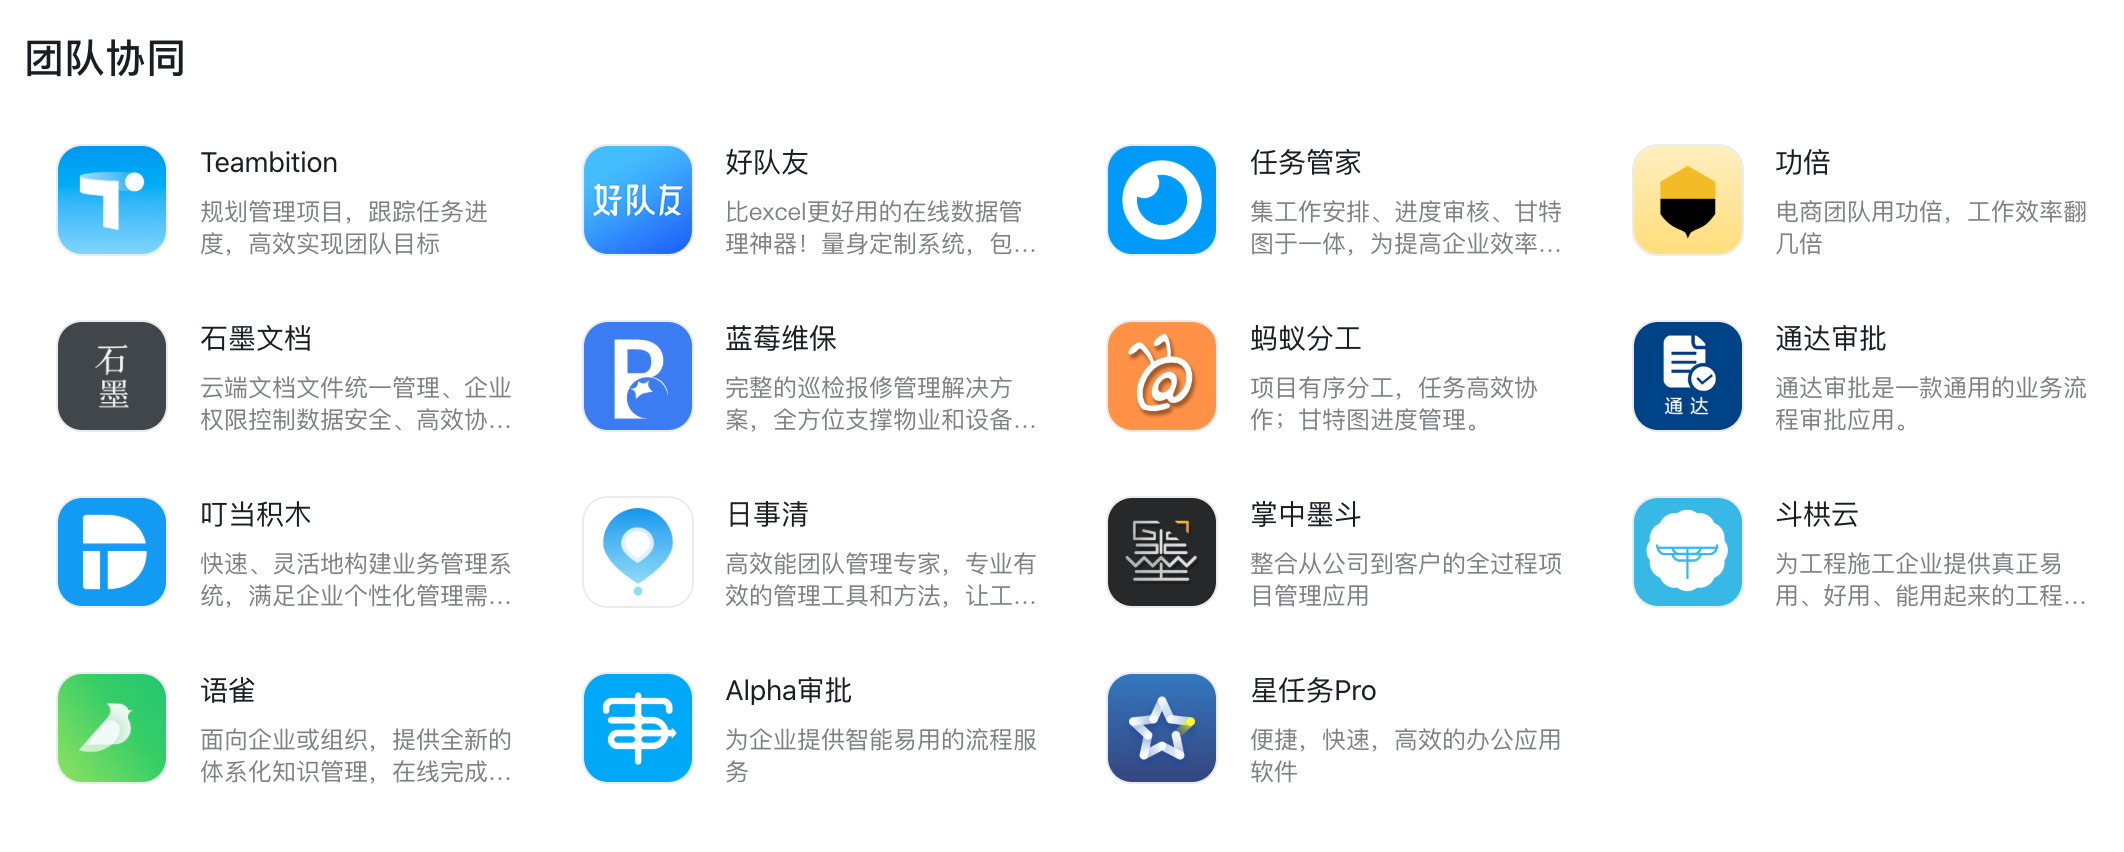 团队协同
Teambition
规划管理项目，跟踪任务进
度，高效实现团队目标
好队友
好队友
比excel更好用的在线数据管
理神器！量身定制系统，包...
任务管家
集工作安排、进度审核、甘特
图于一体，为提高企业效率...
功倍
电商团队用功倍，工作效率翻
几倍
石墨
石墨文档
云端文档文件统一管理、企业
权限控制数据安全、高效协...
蓝莓维保
完整的巡检报修管理解决方
案，全方位支撑物业和设备...
蚂蚁分工
项目有序分工，任务高效协
作；甘特图进度管理。
通达
通达审批
通达审批是一款通用的业务流
程审批应用。
叮当积木
快速、灵活地构建业务管理系
统，满足企业个性化管理需...
日事清
高效能团队管理专家，专业有
效的管理工具和方法，让工...
掌中墨斗
整合从公司到客户的全过程项
目管理应用
斗栱云
为工程施工企业提供真正易
用、好用、能用起来的工程...
语雀
面向企业或组织，提供全新的
体系化知识管理，在线完成...
Alpha审批
为企业提供智能易用的流程服
务
星任务Pro
便捷，快速，高效的办公应用
软件